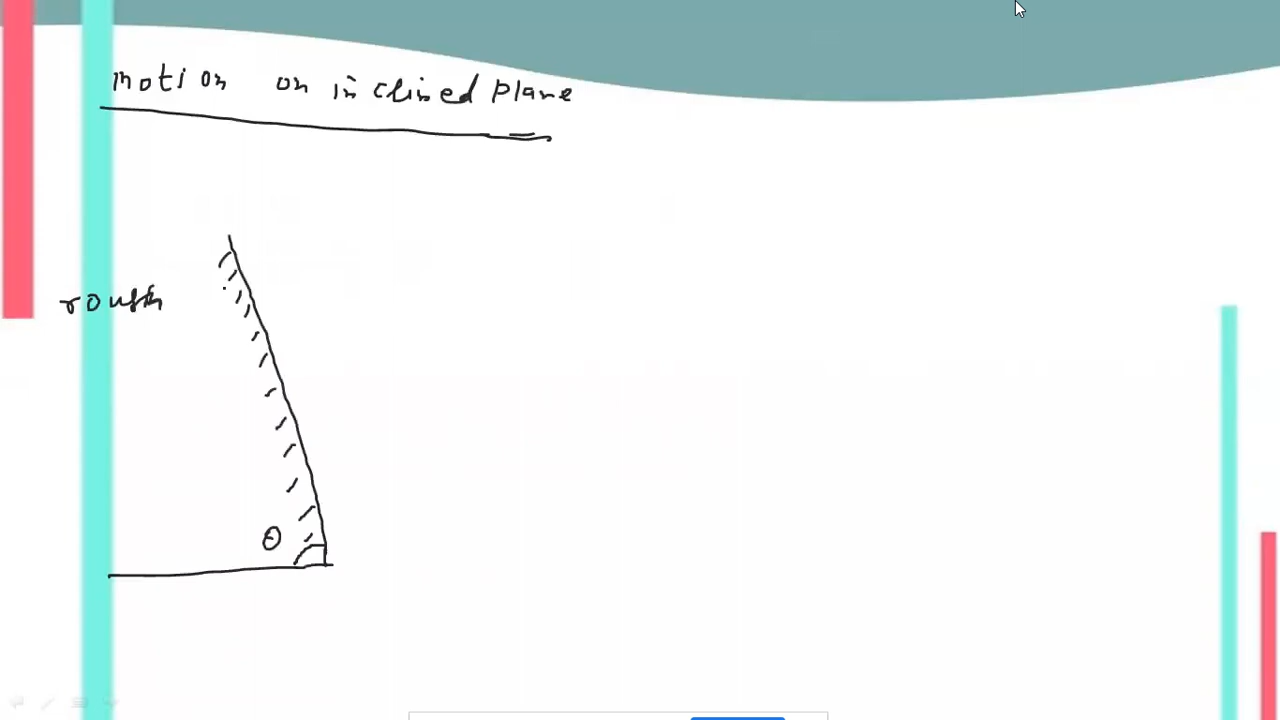 motion on inclined plane
rough
θ